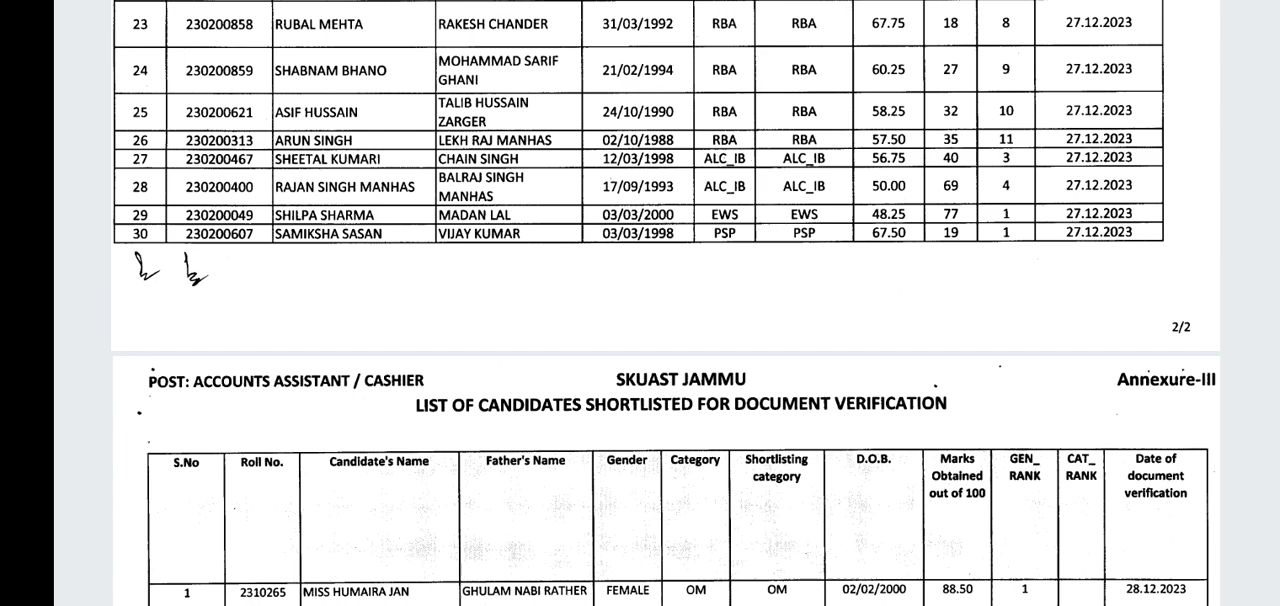 23 230200858 RUBAL MEHTA RAKESH CHANDER 31/03/1992 RBA RBA 67.75 18 8 27.12.2023
24 230200859 SHABNAM BHANO MOHAMMAD SARIF GHANI 21/02/1994 RBA RBA 60.25 27 9 27.12.2023
25 230200621 ASIF HUSSAIN TALIB HUSSAIN ZARGER 24/10/1990 RBA RBA 58.25 32 10 27.12.2023
26 230200313 ARUN SINGH LEKH RAJ MANHAS 02/10/1988 RBA RBA 57.50 35 11 27.12.2023
27 230200467 SHEETAL KUMARI CHAIN SINGH 12/03/1998 ALC_IB ALC_IB 56.75 40 3 27.12.2023
28 230200400 RAJAN SINGH MANHAS BALRAJ SINGH MANHAS 17/09/1993 ALC_IB ALC_IB 50.00 69 4 27.12.2023
29 230200049 SHILPA SHARMA MADAN LAL 03/03/2000 EWS EWS 48.25 77 1 27.12.2023
30 230200607 SAMIKSHA SASAN VIJAY KUMAR 03/03/1998 PSP PSP 67.50 19 1 27.12.2023
2/2
POST: ACCOUNTS ASSISTANT / CASHIER SKUAST JAMMU Annexure-III
LIST OF CANDIDATES SHORTLISTED FOR DOCUMENT VERIFICATION
S.No Roll No. Candidate's Name Father's Name Gender Category Shortlisting category D.O.B. Marks Obtained out of 100 GEN_ RANK CAT_ RANK Date of document verification
1 2310265 MISS HUMAIRA JAN GHULAM NABI RATHER FEMALE OM OM 02/02/2000 88.50 1 28.12.2023